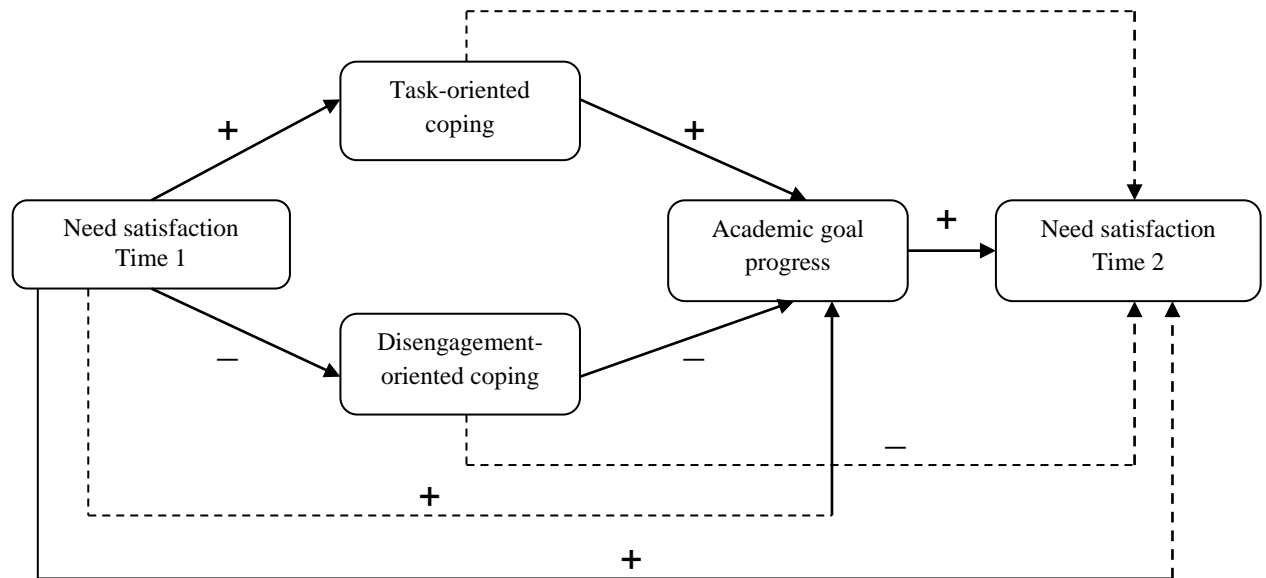 Task-oriented
coping
+
+
Need satisfaction
Time 1
Academic goal
progress
+
Need satisfaction
Time 2
–
Disengagement-
oriented coping
–
–
+
+